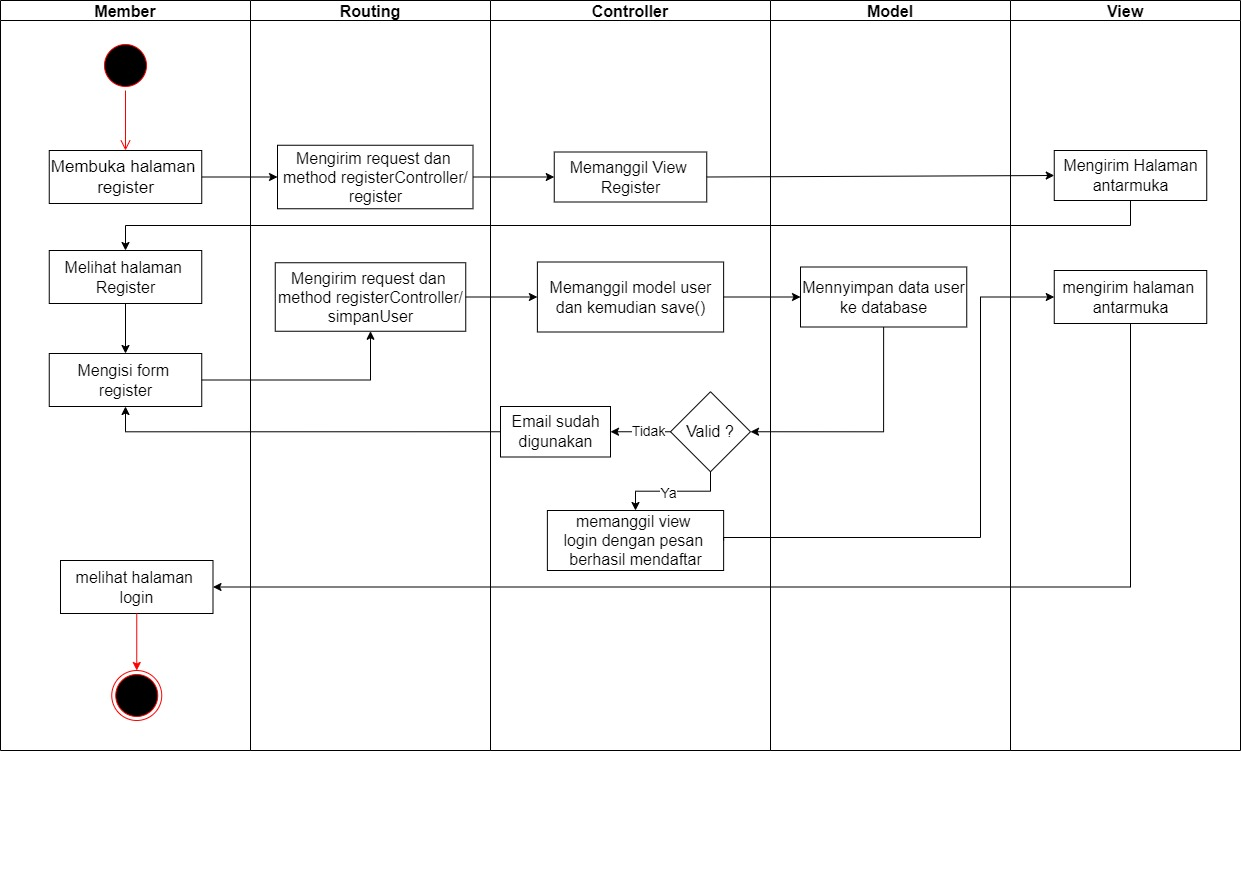 Member
Routing
Controller
Model
View
Membuka halaman
register
Mengirim request dan
method registerController/
register
Memanggil View
Register
Mengirim Halaman
antarmuka
Melihat halaman
Register
Mengirim request dan
method registerController/
simpanUser
Memanggil model user
dan kemudian save()
Mennyimpan data user
ke database
mengirim halaman
antarmuka
Mengisi form
register
Email sudah
digunakan
Tidak
Valid ?
Ya
memanggil view
login dengan pesan
berhasil mendaftar
melihat halaman
login